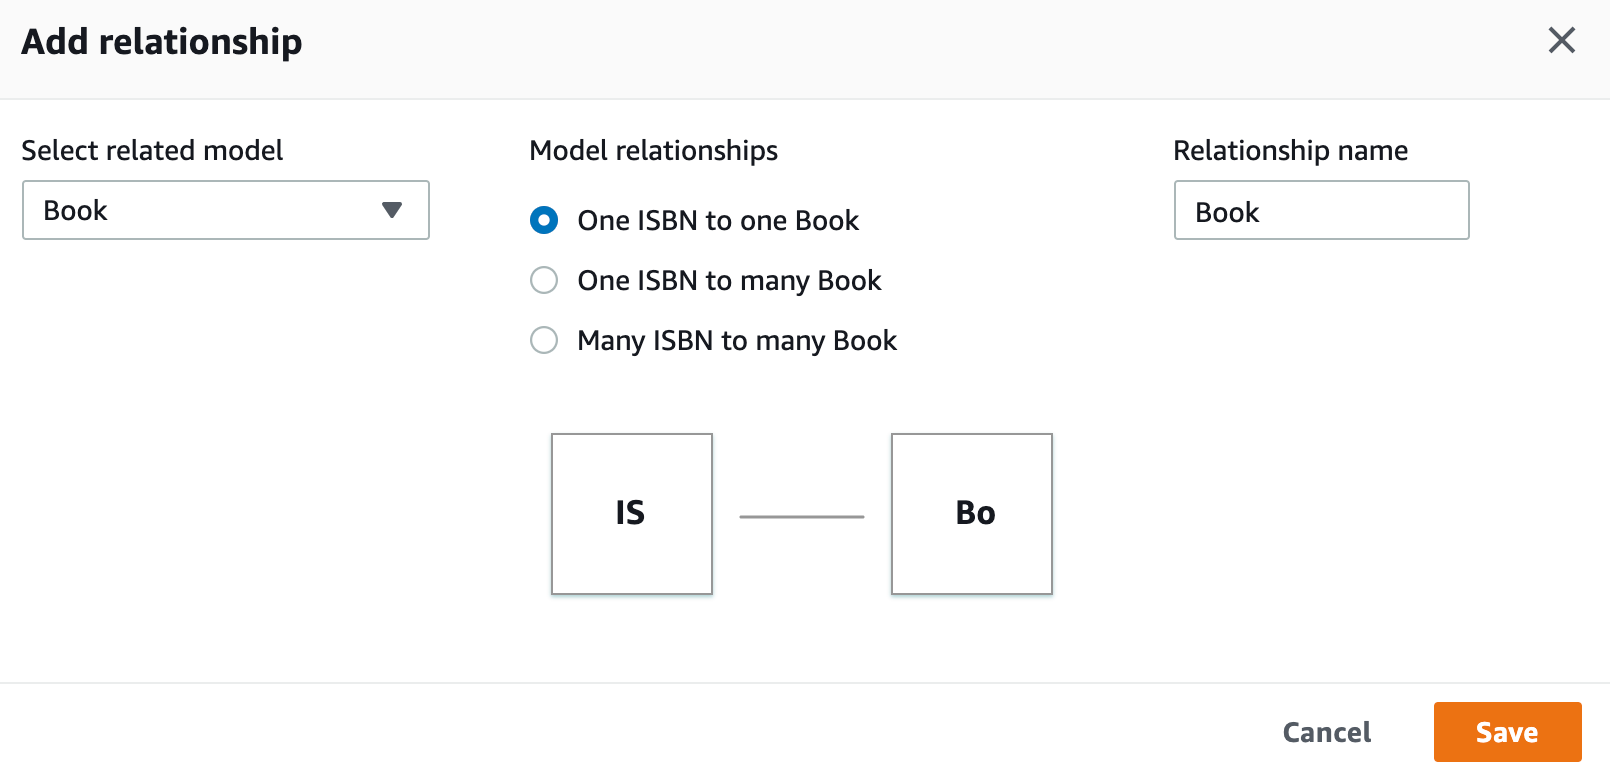 Add relationship
Select related model
Book
Model relationships
One ISBN to one Book
One ISBN to many Book
Many ISBN to many Book
Relationship name
Book
IS
Bo
Cancel
Save